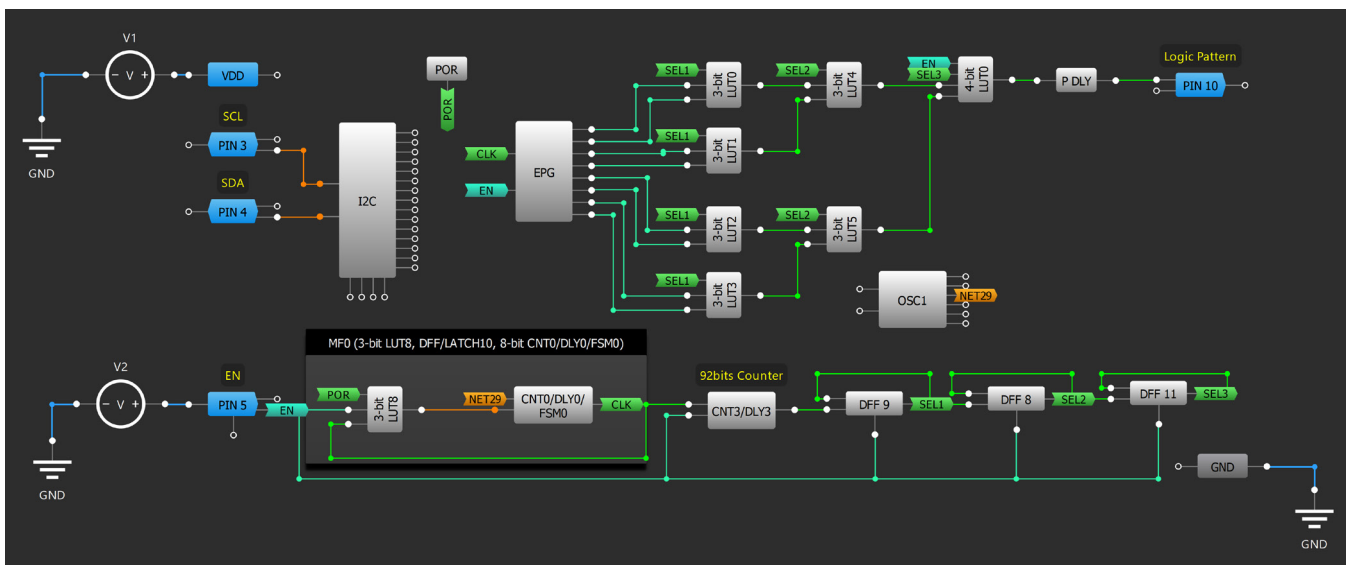 V1
− V +
VDD
GND
SCL
PIN 3
SDA
PIN 4
I2C
POR
POR
CLK
EN
EPG
SEL1
3-bit LUT0
SEL1
3-bit LUT1
SEL1
3-bit LUT2
SEL1
3-bit LUT3
SEL2
3-bit LUT4
SEL2
3-bit LUT5
EN
SEL3
4-bit LUT0
P DLY
Logic Pattern
PIN 10
OSC1
NET29
V2
− V +
GND
EN
PIN 5
EN
MF0 (3-bit LUT8, DFF/LATCH10, 8-bit CNT0/DLY0/FSM0)
POR
3-bit LUT8
NET29
CNT0/DLY0/
FSM0
CLK
92bits Counter
CNT3/DLY3
DFF 9
SEL1
DFF 8
SEL2
DFF 11
SEL3
GND
GND